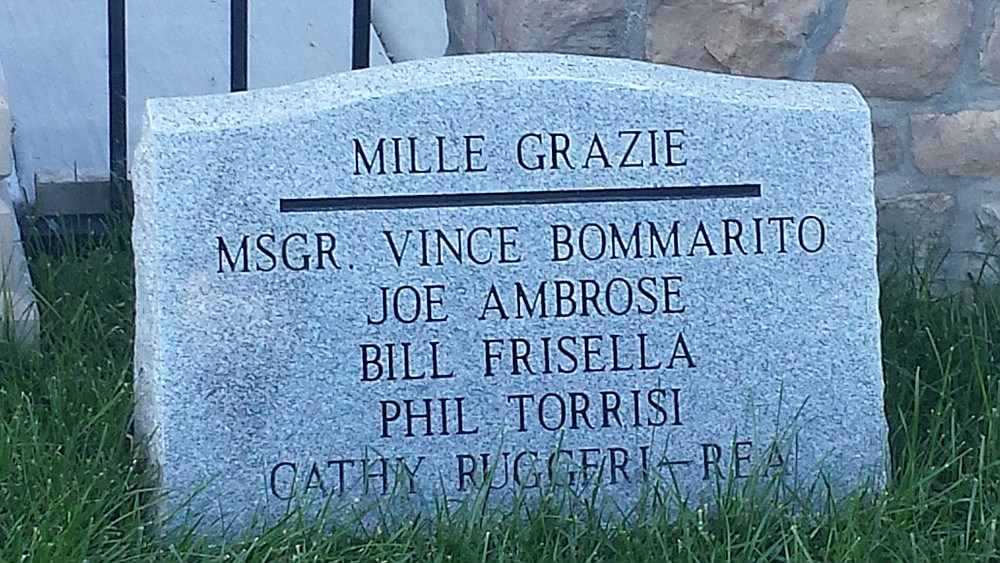 MILLE GRAZIE
MSGR. VINCE BOMMARITO
JOE AMBROSE
BILL FRISELLA
PHIL TORRISI
CATHY RUGGERI-REA